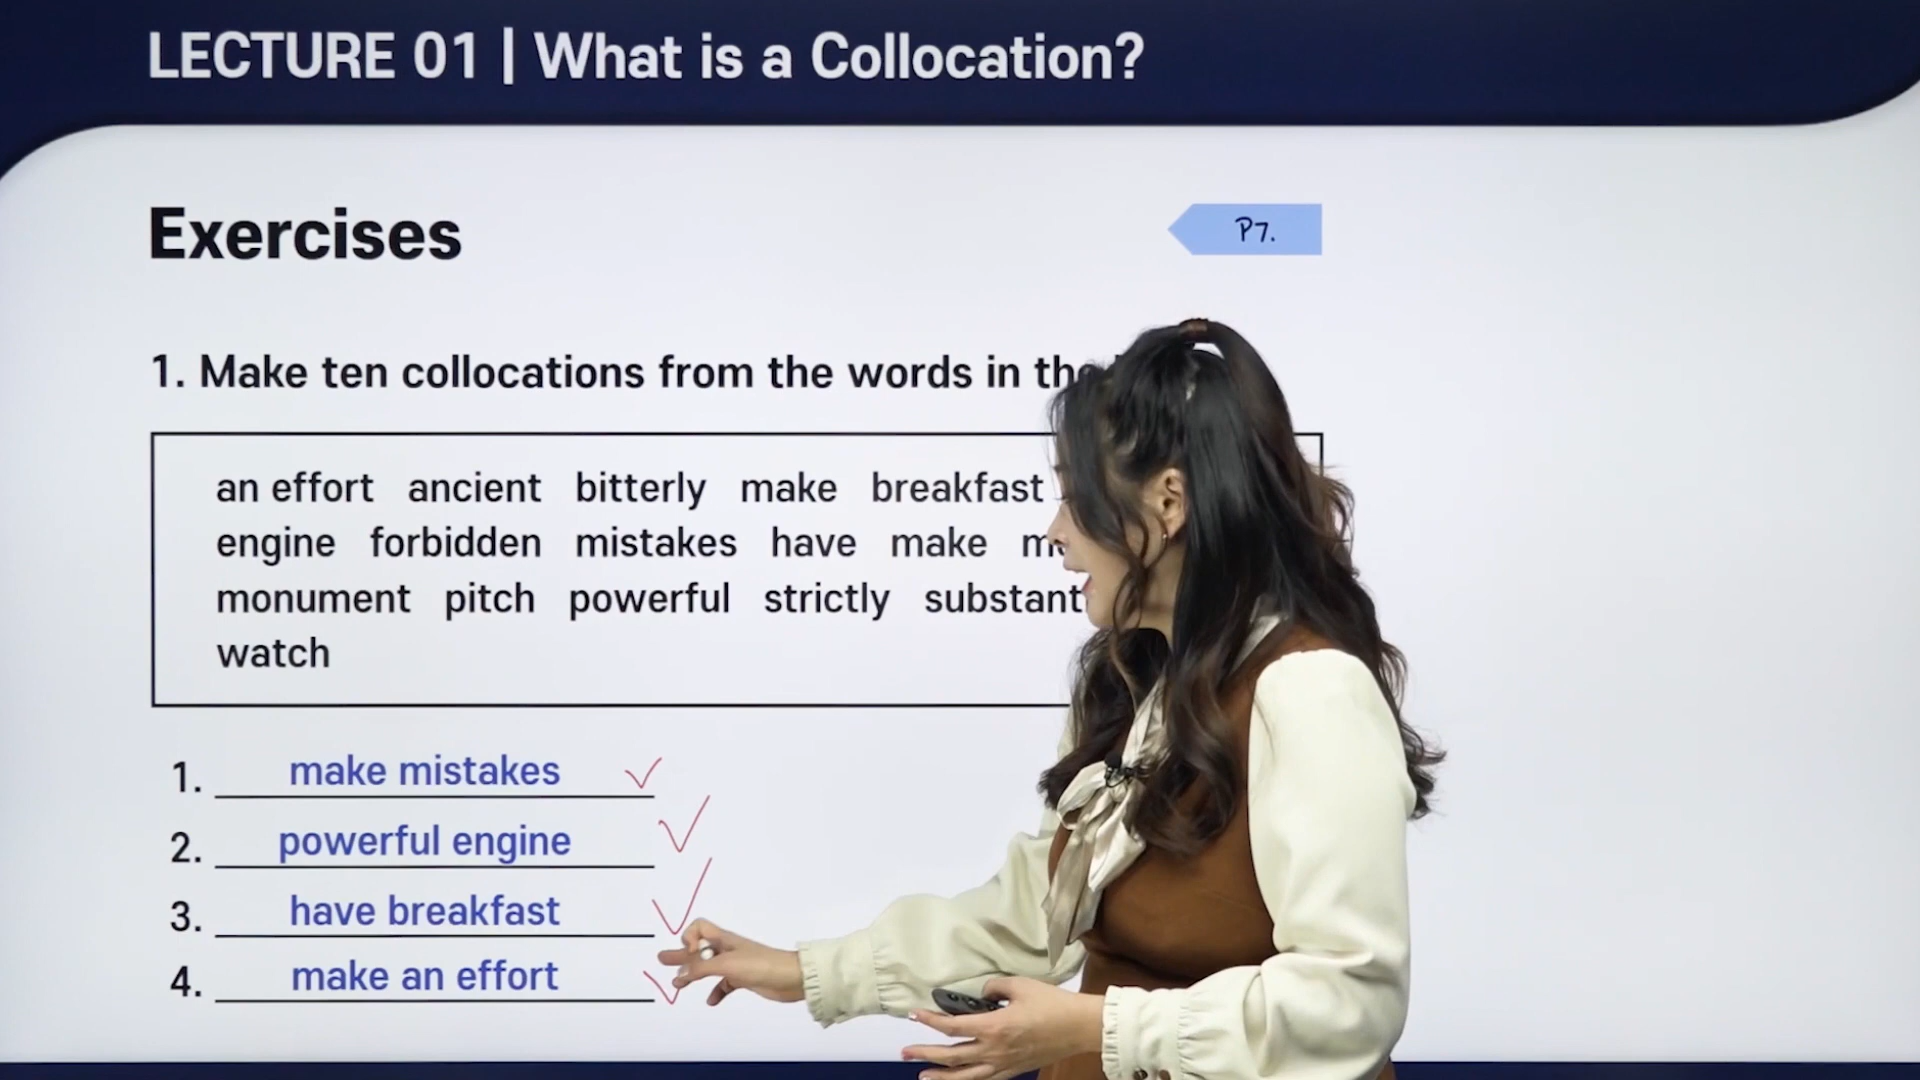 LECTURE 01 | What is a Collocation?
Exercises
P7.
1. Make ten collocations from the words in the
an effort ancient bitterly make breakfast
engine forbidden mistakes have make
monument pitch powerful strictly
watch
1. make mistakes
2. powerful engine
3. have breakfast
4. make an effort